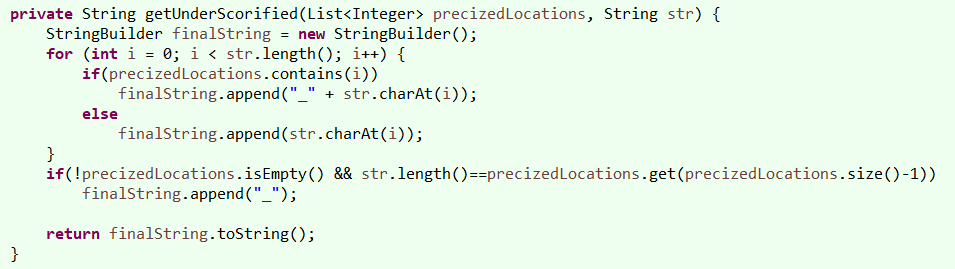 private String getUnderScorified(List<Integer> precizedLocations, String str) {
    StringBuilder finalString = new StringBuilder();
    for (int i = 0; i < str.length(); i++) {
        if(precizedLocations.contains(i))
            finalString.append("_" + str.charAt(i));
        else
            finalString.append(str.charAt(i));
    }
    if(!precizedLocations.isEmpty() && str.length()==precizedLocations.get(precizedLocations.size()-1))
        finalString.append("_");

    return finalString.toString();
}